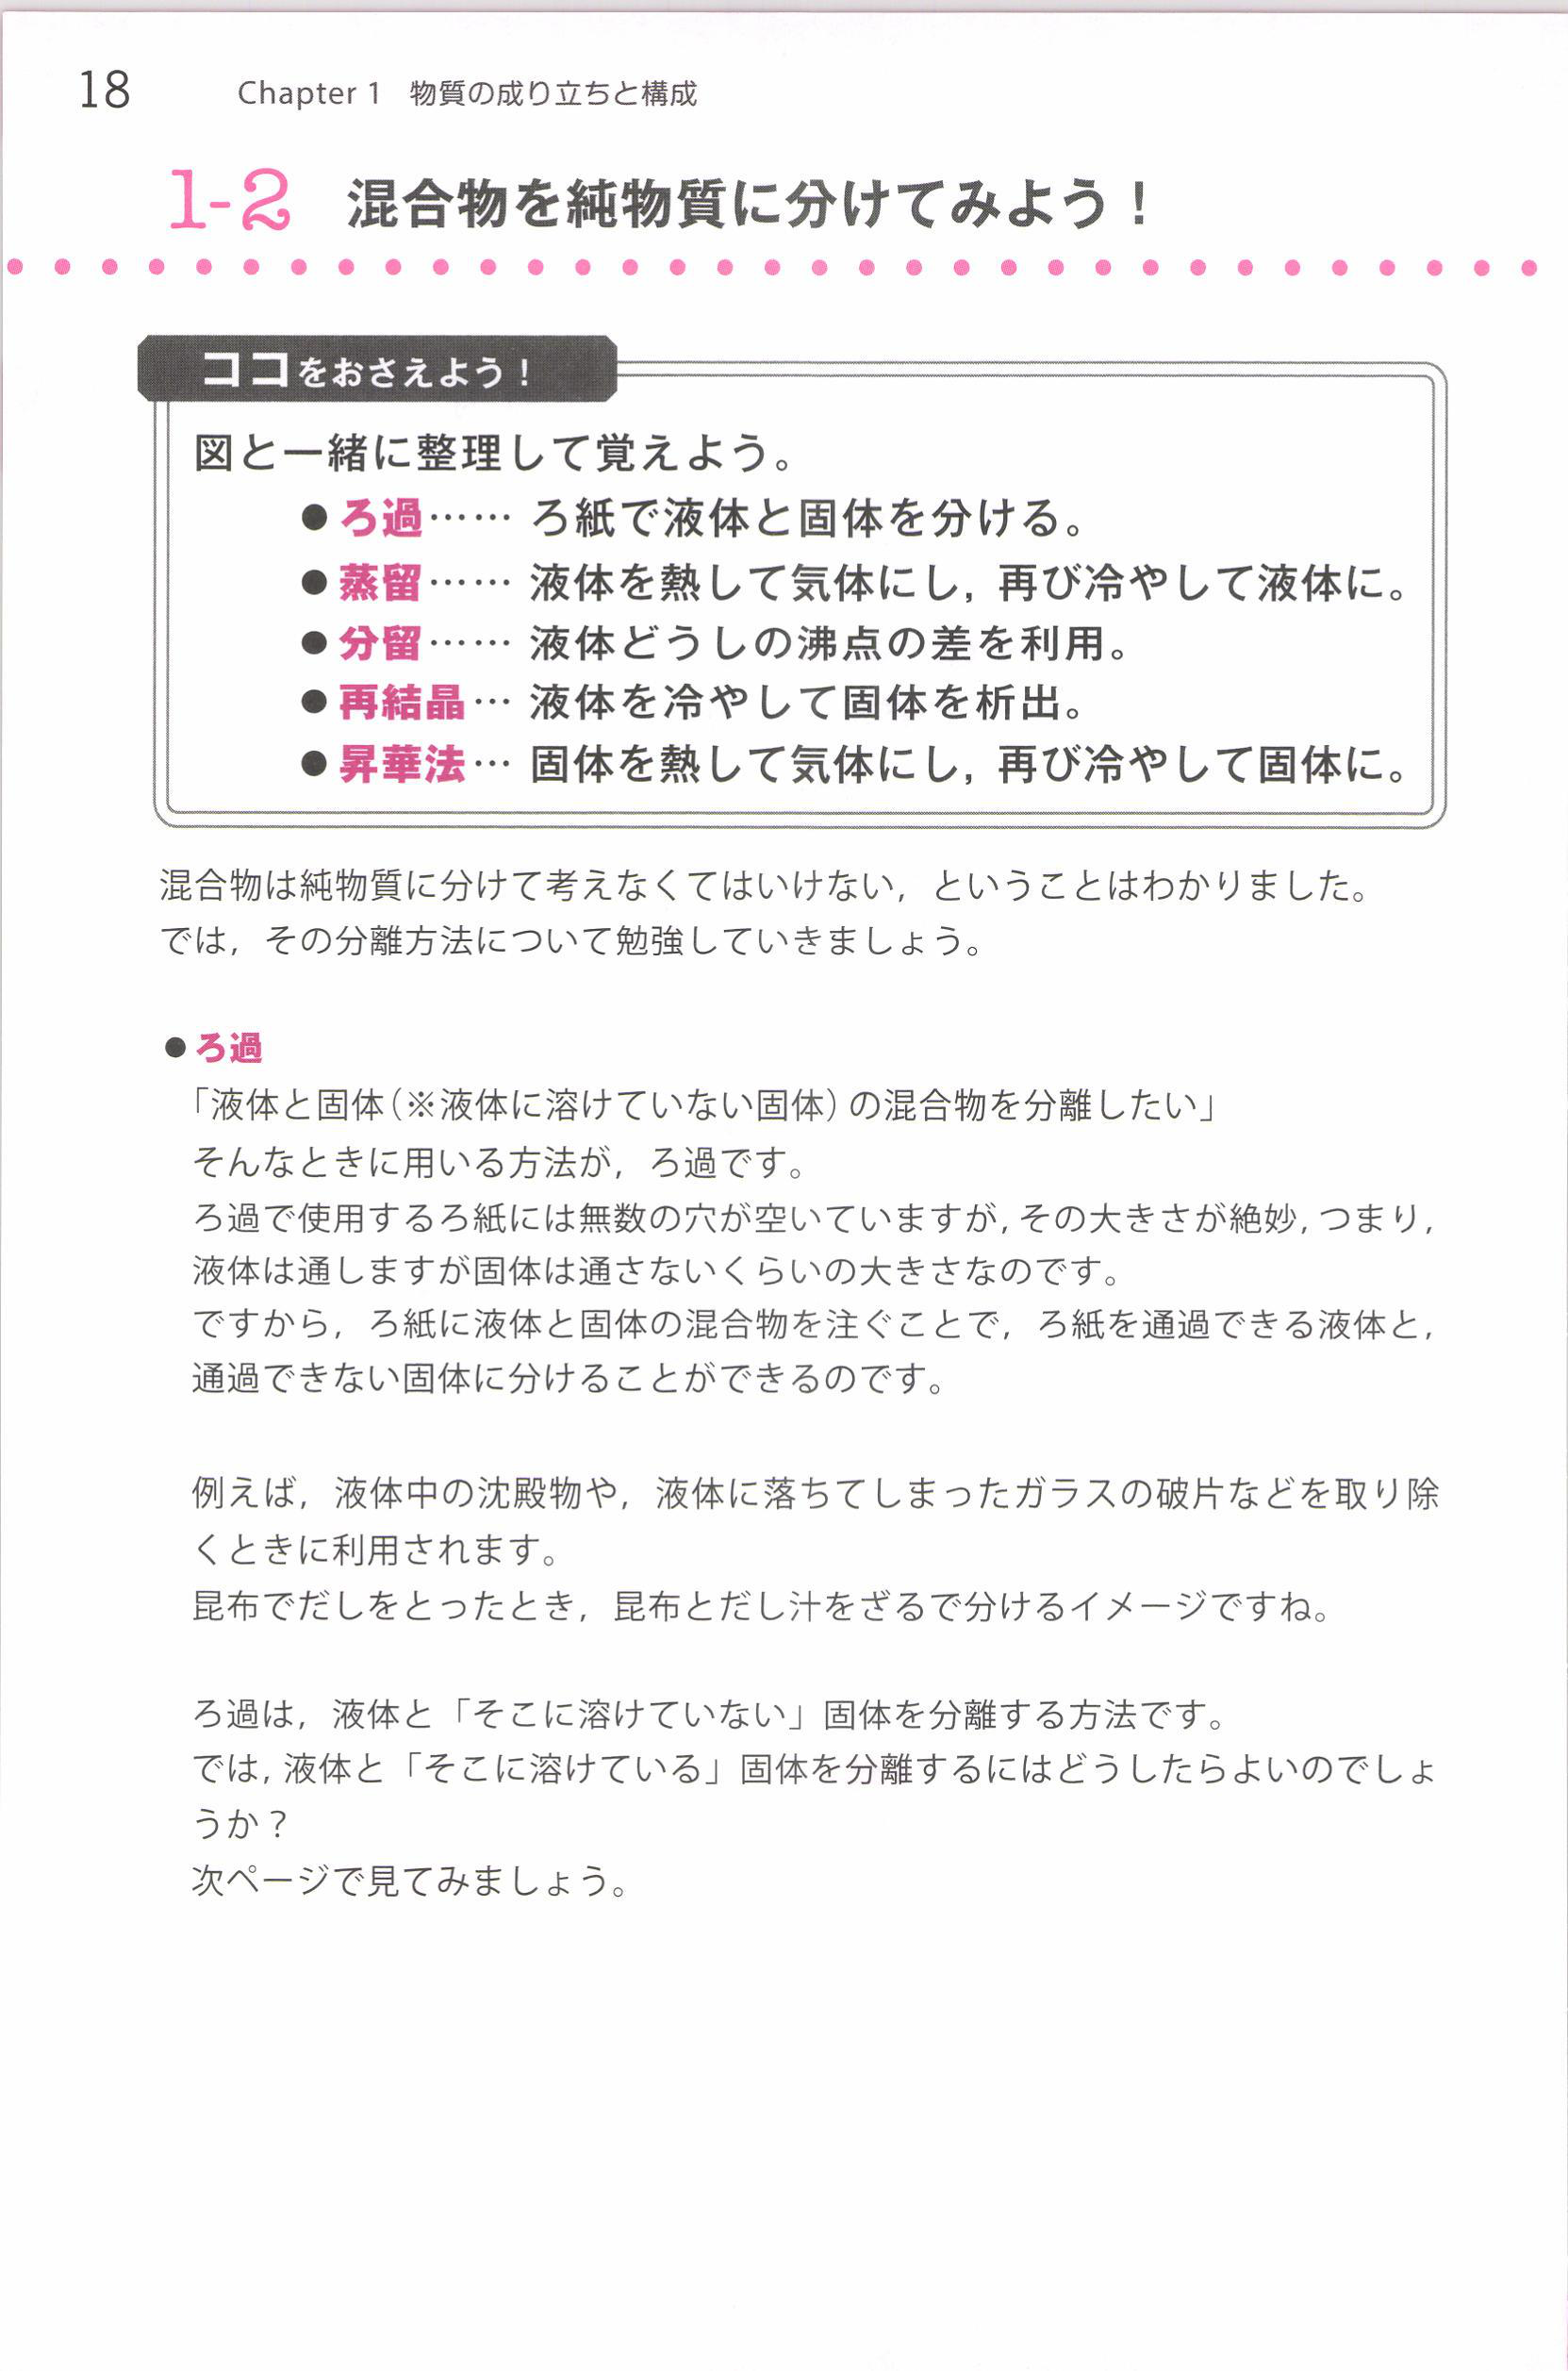 18
Chapter 1 物質の成り立ちと構成
1-2 混合物を純物質に分けてみよう！
ココをおさえよう！
図と一緒に整理して覚えよう。
●ろ過…… ろ紙で液体と固体を分ける。
●蒸留…… 液体を熱して気体にし，再び冷やして液体に。
●分留…… 液体どうしの沸点の差を利用。
●再結晶… 液体を冷やして固体を析出。
●昇華法… 固体を熱して気体にし，再び冷やして固体に。
混合物は純物質に分けて考えなくてはいけない，ということはわかりました。
では，その分離方法について勉強していきましょう。
●ろ過
「液体と固体（※液体に溶けていない固体）の混合物を分離したい」
そんなときに用いる方法が，ろ過です。
ろ過で使用するろ紙には無数の穴が空いていますが，その大きさが絶妙，つまり，
液体は通しますが固体は通さないくらいの大きさなのです。
ですから，ろ紙に液体と固体の混合物を注ぐことで，ろ紙を通過できる液体と，
通過できない固体に分けることができるのです。
例えば，液体中の沈殿物や，液体に落ちてしまったガラスの破片などを取り除
くときに利用されます。
昆布でだしをとったとき，昆布とだし汁をざるで分けるイメージですね。
ろ過は，液体と「そこに溶けていない」固体を分離する方法です。
では，液体と「そこに溶けている」固体を分離するにはどうしたらよいのでしょ
うか？
次ページで見てみましょう。